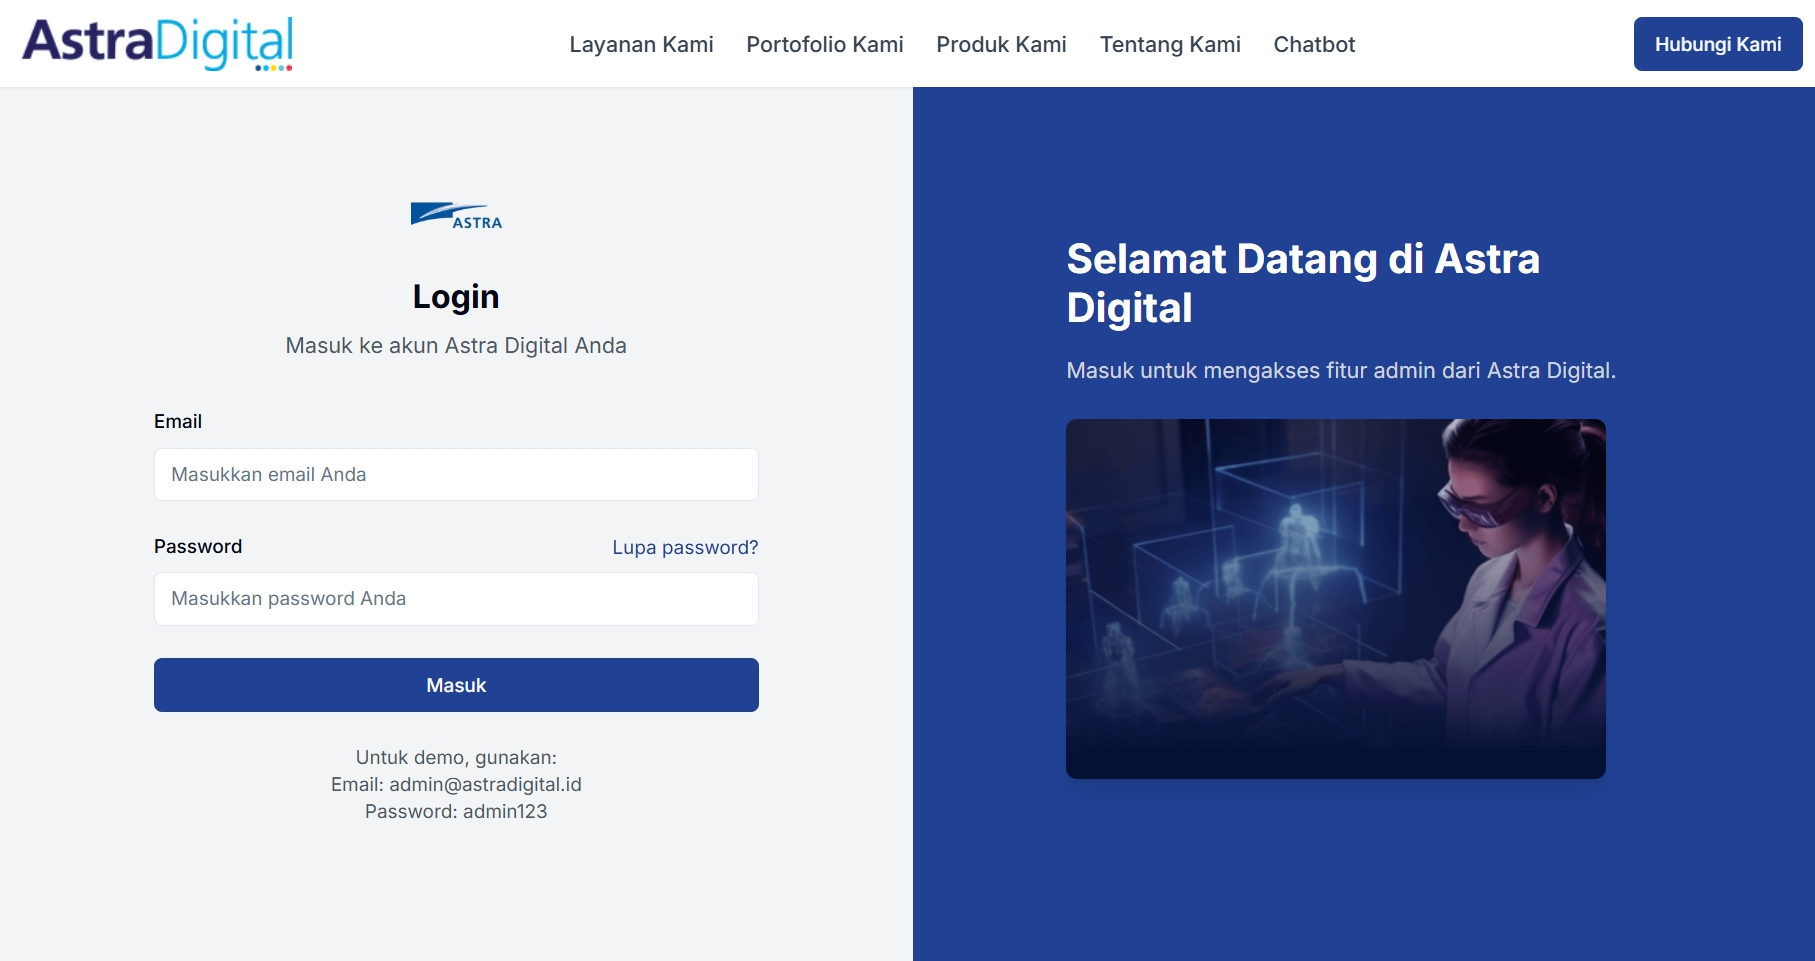 AstraDigital
Layanan Kami
Portofolio Kami
Produk Kami
Tentang Kami
Chatbot
Hubungi Kami
ASTRA
Login
Masuk ke akun Astra Digital Anda
Email
Masukkan email Anda
Password
Lupa password?
Masukkan password Anda
Masuk
Untuk demo, gunakan:
Email: admin@astradigital.id
Password: admin123
Selamat Datang di Astra
Digital
Masuk untuk mengakses fitur admin dari Astra Digital.